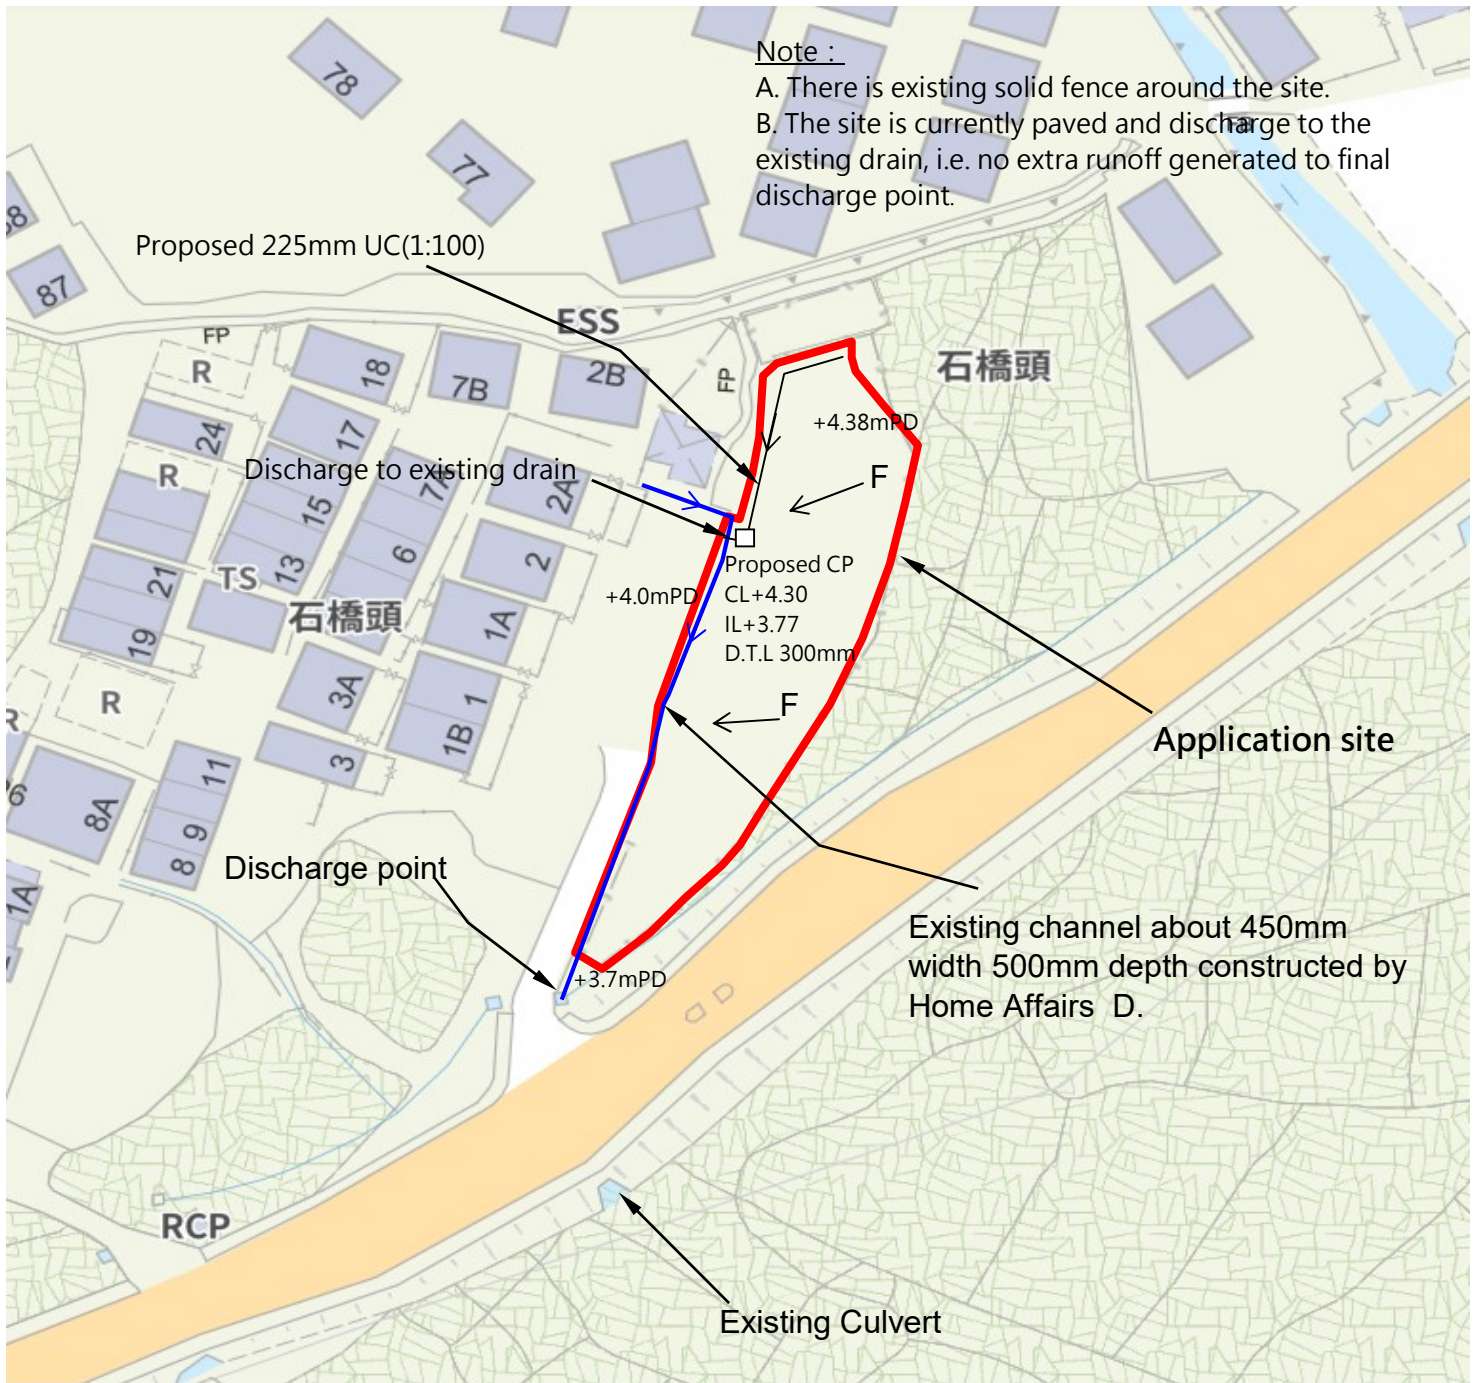 Note :
A. There is existing solid fence around the site.
B. The site is currently paved and discharge to the
existing drain, i.e. no extra runoff generated to final
discharge point.
78
77
87
Proposed 225mm UC(1:100)
ESS
FP
R
18
7B
2B
FP
石橋頭
+4.38mPD
24
17
Discharge to existing drain
7A
2A
F
R
15
6
2
21
TS
13
Proposed CP
CL+4.30
IL+3.77
D.T.L 300mm
+4.0mPD
石橋頭
1A
19
R
3A
1
F
R
1B
3
11
Application site
8A
9
8
Discharge point
1A
Existing channel about 450mm
width 500mm depth constructed by
Home Affairs D.
+3.7mPD
RCP
Existing Culvert